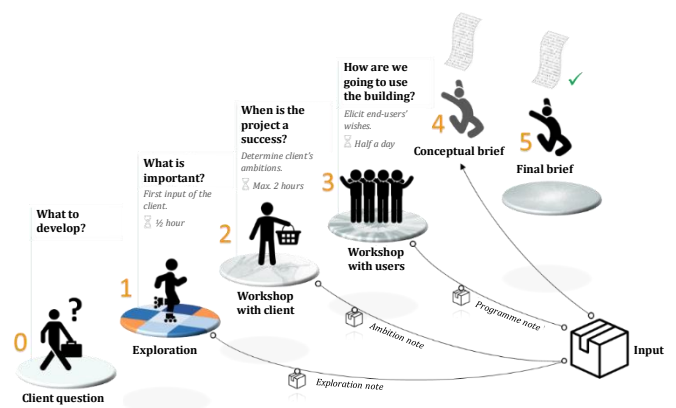 What to
develop?
?
0
Client question
What is
important?
First input of the
client.
½ hour
1
Exploration
When is the
project a
success?
Determine client's
ambitions.
Max. 2 hours
2
Workshop
with client
How are we
going to use
the building?
Elicit end-users'
wishes.
Half a day
3
Workshop
with users
4
Conceptual brief
5
Final brief
Programme note
Ambition note
Exploration note
Input